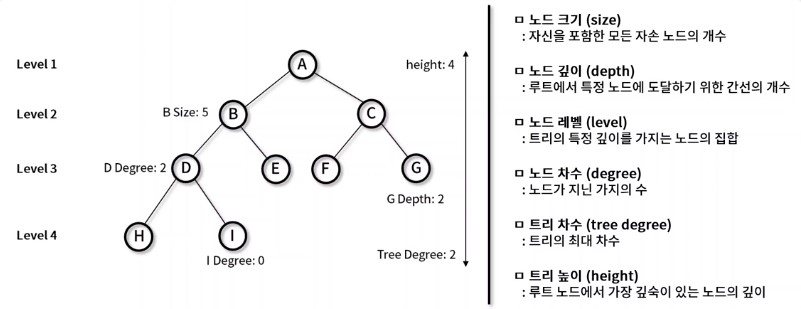 Level 1
Level 2
Level 3
Level 4
A
height: 4
B Size: 5
B
C
D Degree: 2
D
E
F
G
G Depth: 2
H
I
I Degree: 0
Tree Degree: 2
ㅁ 노드 크기 (size)
: 자신을 포함한 모든 자손 노드의 개수
ㅁ 노드 깊이 (depth)
: 루트에서 특정 노드에 도달하기 위한 간선의 개수
ㅁ 노드 레벨 (level)
: 트리의 특정 깊이를 가지는 노드의 집합
ㅁ 노드 차수 (degree)
: 노드가 지닌 가지의 수
ㅁ 트리 차수 (tree degree)
: 트리의 최대 차수
ㅁ 트리 높이 (height)
: 루트 노드에서 가장 깊숙이 있는 노드의 깊이